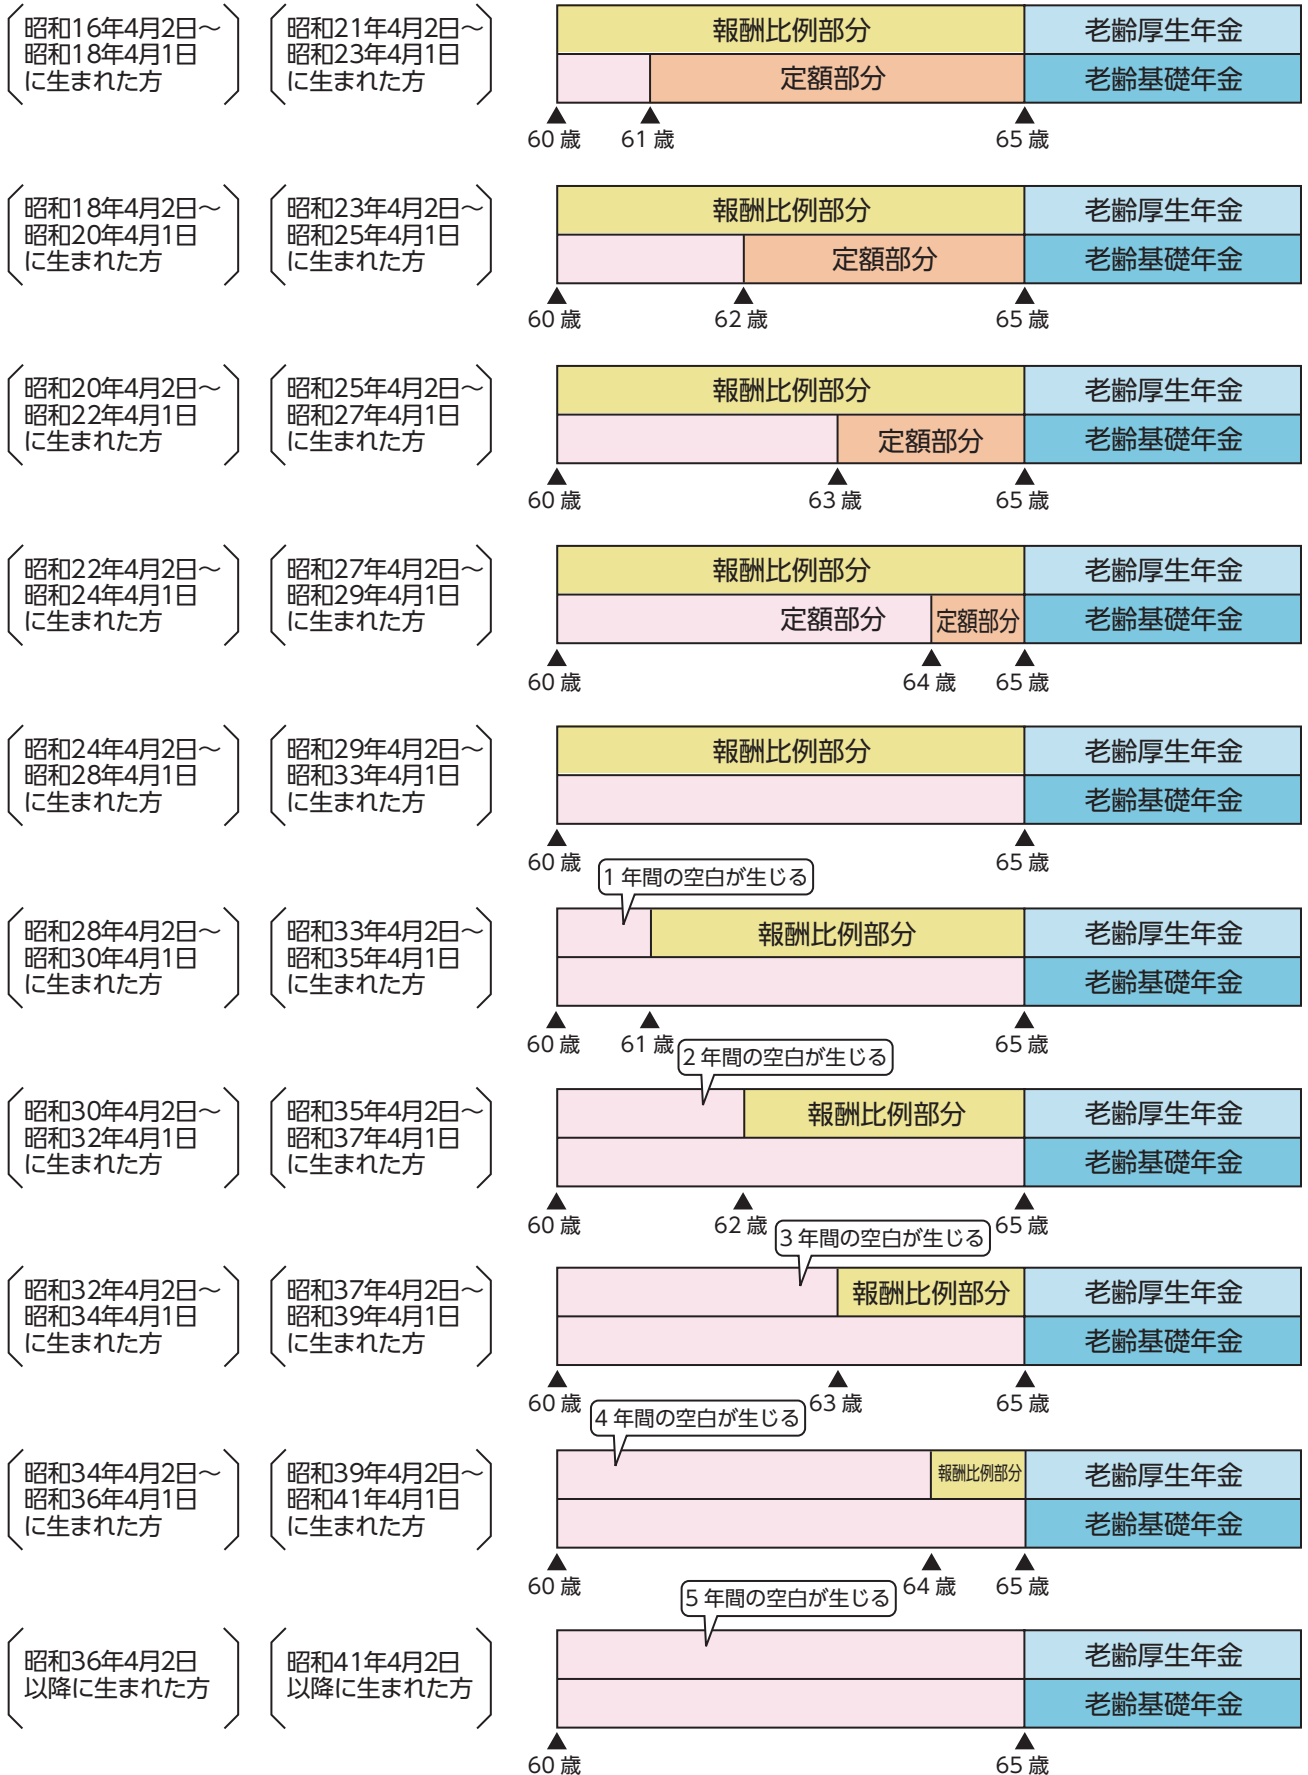 昭和16年4月2日～
昭和18年4月1日
に生まれた方
昭和21年4月2日～
昭和23年4月1日
に生まれた方
報酬比例部分
老齢厚生年金
定額部分
老齢基礎年金
60歳
61歳
65歳
昭和18年4月2日～
昭和20年4月1日
に生まれた方
昭和23年4月2日～
昭和25年4月1日
に生まれた方
報酬比例部分
老齢厚生年金
定額部分
老齢基礎年金
60歳
62歳
65歳
昭和20年4月2日～
昭和22年4月1日
に生まれた方
昭和25年4月2日～
昭和27年4月1日
に生まれた方
報酬比例部分
老齢厚生年金
定額部分
老齢基礎年金
60歳
63歳
65歳
昭和22年4月2日～
昭和24年4月1日
に生まれた方
昭和27年4月2日～
昭和29年4月1日
に生まれた方
報酬比例部分
老齢厚生年金
定額部分
定額部分
老齢基礎年金
60歳
64歳
65歳
昭和24年4月2日～
昭和28年4月1日
に生まれた方
昭和29年4月2日～
昭和33年4月1日
に生まれた方
報酬比例部分
老齢厚生年金
老齢基礎年金
60歳
65歳
1年間の空白が生じる
昭和28年4月2日～
昭和30年4月1日
に生まれた方
昭和33年4月2日～
昭和35年4月1日
に生まれた方
報酬比例部分
老齢厚生年金
老齢基礎年金
60歳
61歳
65歳
2年間の空白が生じる
昭和30年4月2日～
昭和32年4月1日
に生まれた方
昭和35年4月2日～
昭和37年4月1日
に生まれた方
報酬比例部分
老齢厚生年金
老齢基礎年金
60歳
62歳
65歳
3年間の空白が生じる
昭和32年4月2日～
昭和34年4月1日
に生まれた方
昭和37年4月2日～
昭和39年4月1日
に生まれた方
報酬比例部分
老齢厚生年金
老齢基礎年金
60歳
63歳
65歳
4年間の空白が生じる
昭和34年4月2日～
昭和36年4月1日
に生まれた方
昭和39年4月2日～
昭和41年4月1日
に生まれた方
報酬比例部分
老齢厚生年金
老齢基礎年金
60歳
64歳
65歳
5年間の空白が生じる
昭和36年4月2日
以降に生まれた方
昭和41年4月2日
以降に生まれた方
老齢厚生年金
老齢基礎年金
60歳
65歳